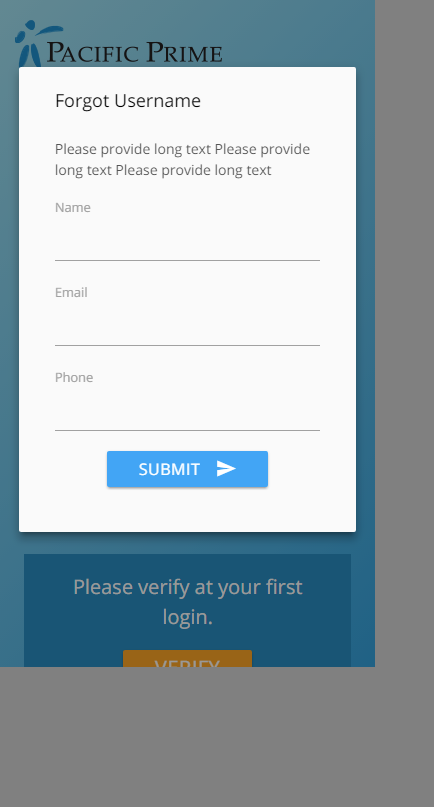 PACIFIC PRIME
Forgot Username
Please provide long text Please provide
long text Please provide long text
Name
Email
Phone
SUBMIT
Please verify at your first
login.
VERIFY